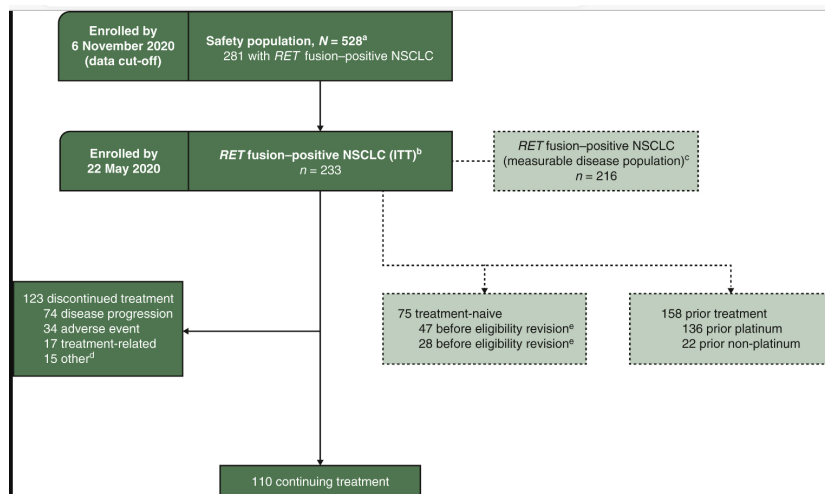 Enrolled by
6 November 2020
(data cut-off)
Safety population, N = 528a
281 with RET fusion–positive NSCLC
Enrolled by
22 May 2020
RET fusion–positive NSCLC (ITT)b
n = 233
RET fusion–positive NSCLC
(measurable disease population)c
n = 216
123 discontinued treatment
74 disease progression
34 adverse event
17 treatment-related
15 otherd
75 treatment-naive
47 before eligibility revisione
28 before eligibility revisione
158 prior treatment
136 prior platinum
22 prior non-platinum
110 continuing treatment